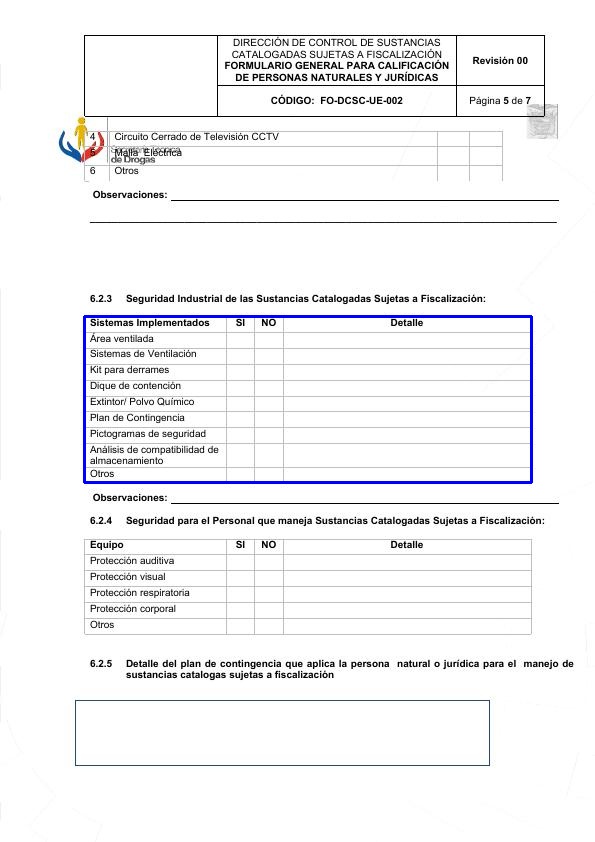 DIRECCIÓN DE CONTROL DE SUSTANCIAS
CATALOGADAS SUJETAS A FISCALIZACIÓN
FORMULARIO GENERAL PARA CALIFICACIÓN
DE PERSONAS NATURALES Y JURÍDICAS
Revisión 00
CÓDIGO: FO-DCSC-UE-002
Página 5 de 7
4 Circuito Cerrado de Televisión CCTV
5 Malla Eléctrica
Secretaría Técnica
de Drogas
6 Otros
Observaciones:
6.2.3 Seguridad Industrial de las Sustancias Catalogadas Sujetas a Fiscalización:
Sistemas Implementados SI NO Detalle
Área ventilada
Sistemas de Ventilación
Kit para derrames
Dique de contención
Extintor/ Polvo Químico
Plan de Contingencia
Pictogramas de seguridad
Análisis de compatibilidad de
almacenamiento
Otros
Observaciones:
6.2.4 Seguridad para el Personal que maneja Sustancias Catalogadas Sujetas a Fiscalización:
Equipo SI NO Detalle
Protección auditiva
Protección visual
Protección respiratoria
Protección corporal
Otros
6.2.5 Detalle del plan de contingencia que aplica la persona natural o jurídica para el manejo de
sustancias catalogas sujetas a fiscalización